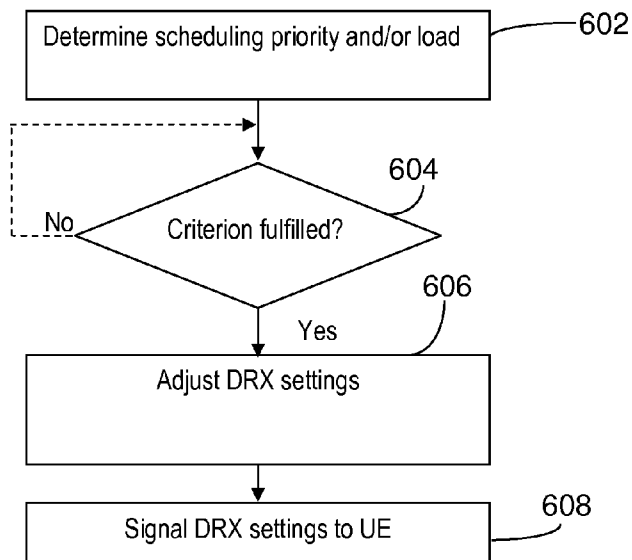 Determine scheduling priority and/or load
602
604
No
Criterion fulfilled?
606
Yes
Adjust DRX settings
608
Signal DRX settings to UE